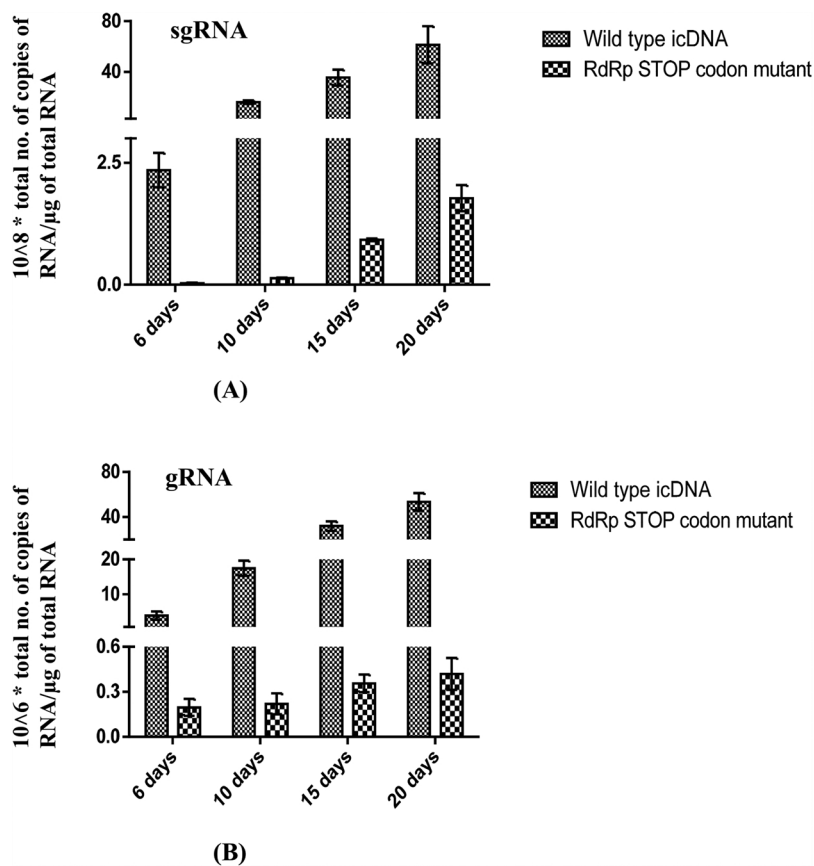 sgRNA
10^8 * total no. of copies of
RNA/µg of total RNA
80
40
2.5
0.0
6 days
10 days
15 days
20 days
Wild type icDNA
RdRp STOP codon mutant
(A)
gRNA
10^6 * total no. of copies of
RNA/µg of total RNA
80
40
20
10
0.6
0.3
0.0
6 days
10 days
15 days
20 days
Wild type icDNA
RdRp STOP codon mutant
(B)